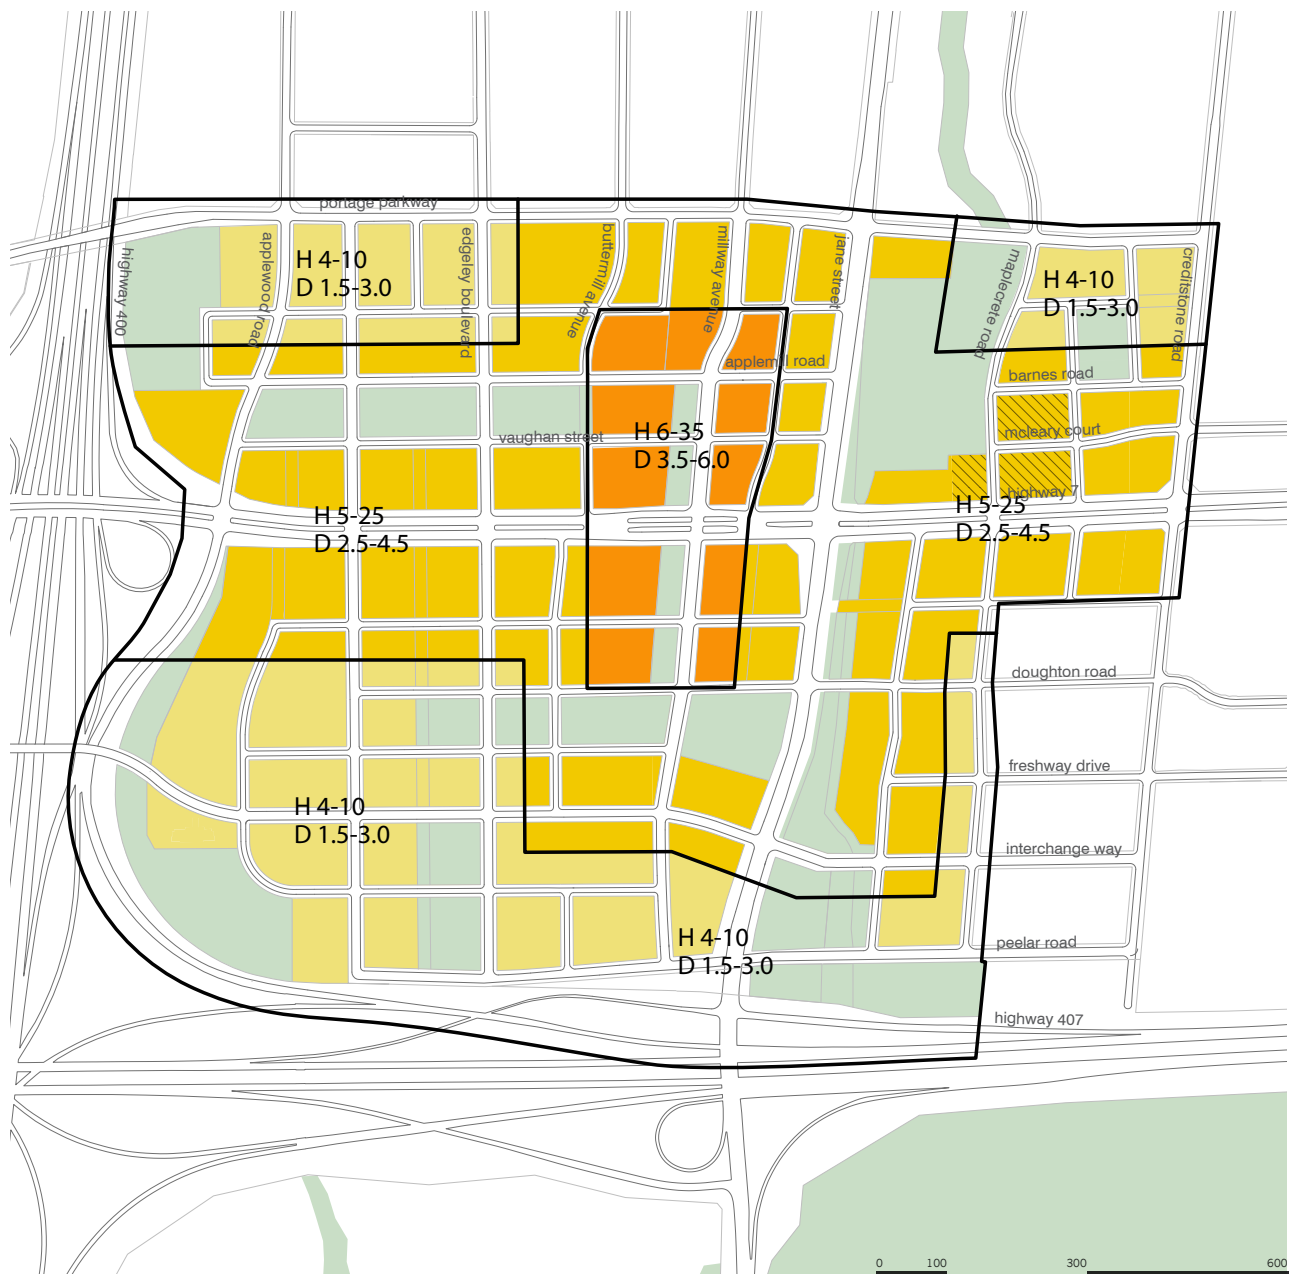 portage parkway
highway 400
applewood road
edgeley boulevard
buttermill avenue
millway avenue
jane street
maplecrete road
creditstone road
H 4-10
D 1.5-3.0
H 4-10
D 1.5-3.0
applemill road
barnes road
vaughan street
H 6-35
D 3.5-6.0
mcleary court
highway 7
H 5-25
D 2.5-4.5
H 5-25
D 2.5-4.5
doughton road
freshway drive
H 4-10
D 1.5-3.0
interchange way
H 4-10
D 1.5-3.0
peelar road
highway 407
0 100 300 600